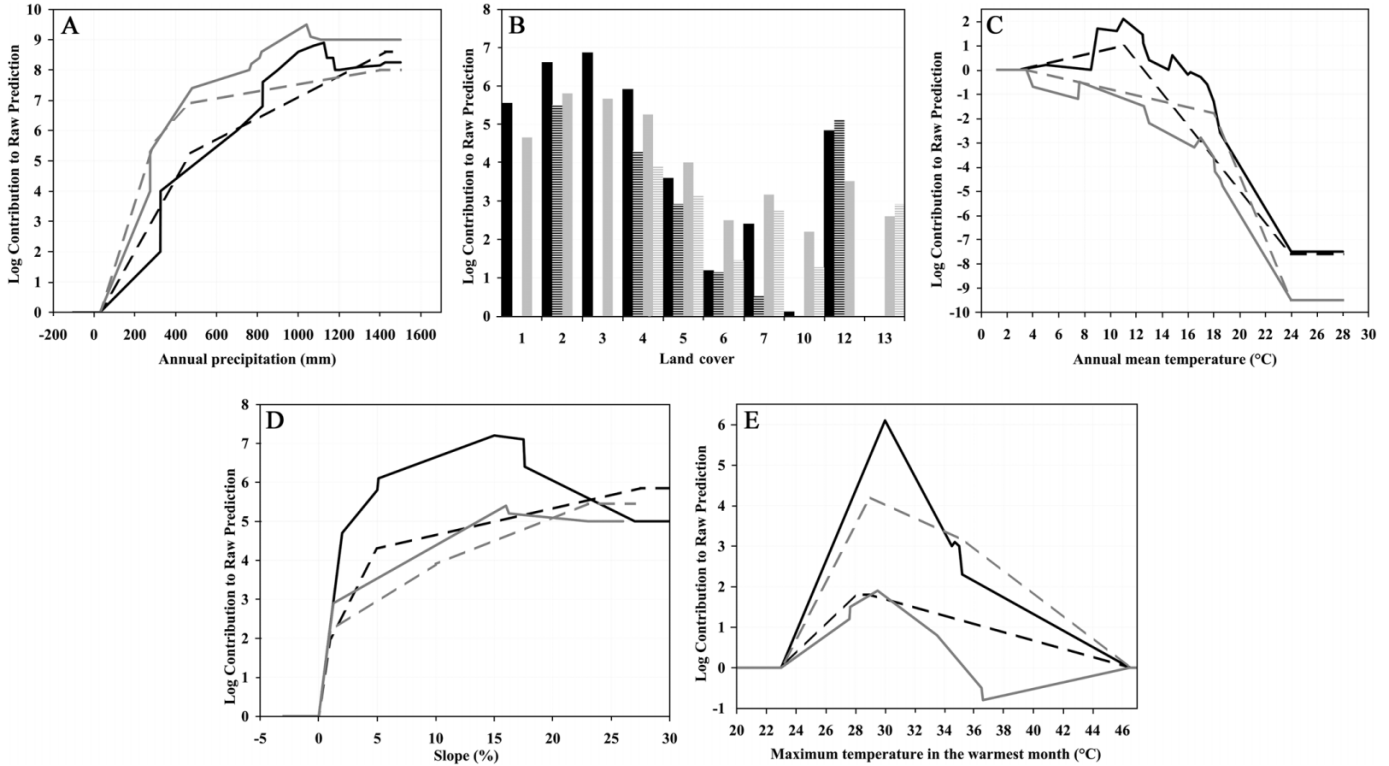 A
Log Contribution to Raw Prediction
10
9
8
7
6
5
4
3
2
1
0
-200 0 200 400 600 800 1000 1200 1400 1600
Annual precipitation (mm)
B
Log Contribution to Raw Prediction
8
7
6
5
4
3
2
1
0
1 2 3 4 5 6 7 10 12 13
Land cover
C
Log Contribution to Raw Prediction
2
1
0
-1
-2
-3
-4
-5
-6
-7
-8
-9
-10
0 2 4 6 8 10 12 14 16 18 20 22 24 26 28 30
Annual mean temperature (°C)
D
Log Contribution to Raw Prediction
8
7
6
5
4
3
2
1
0
-5 0 5 10 15 20 25 30
Slope (%)
E
Log Contribution to Raw Prediction
6
5
4
3
2
1
0
-1
20 22 24 26 28 30 32 34 36 38 40 42 44 46
Maximum temperature in the warmest month (°C)